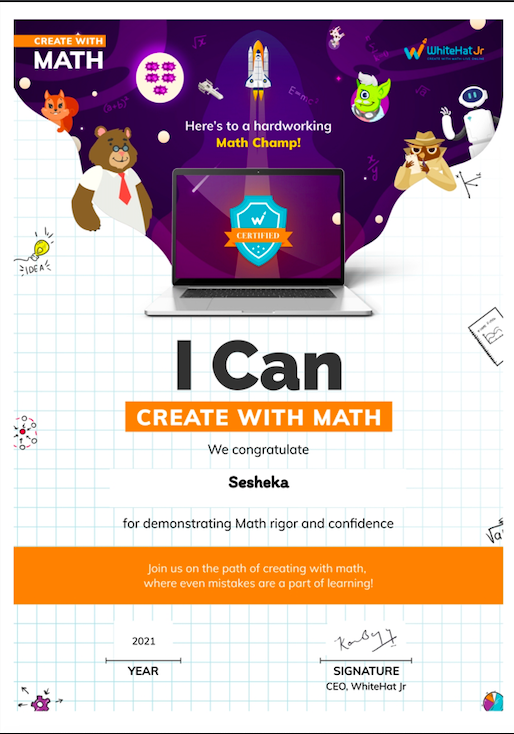 CREATE WITH
MATH
WhiteHat Jr
√x
(a+b)²
E=mc²
Here's to a hardworking
Math Champ!
x/y
CERTIFIED
IDEA
I Can
CREATE WITH MATH
We congratulate
Sesheka
for demonstrating Math rigor and confidence
Join us on the path of creating with math,
where even mistakes are a part of learning!
2021
YEAR
SIGNATURE
CEO, WhiteHat Jr